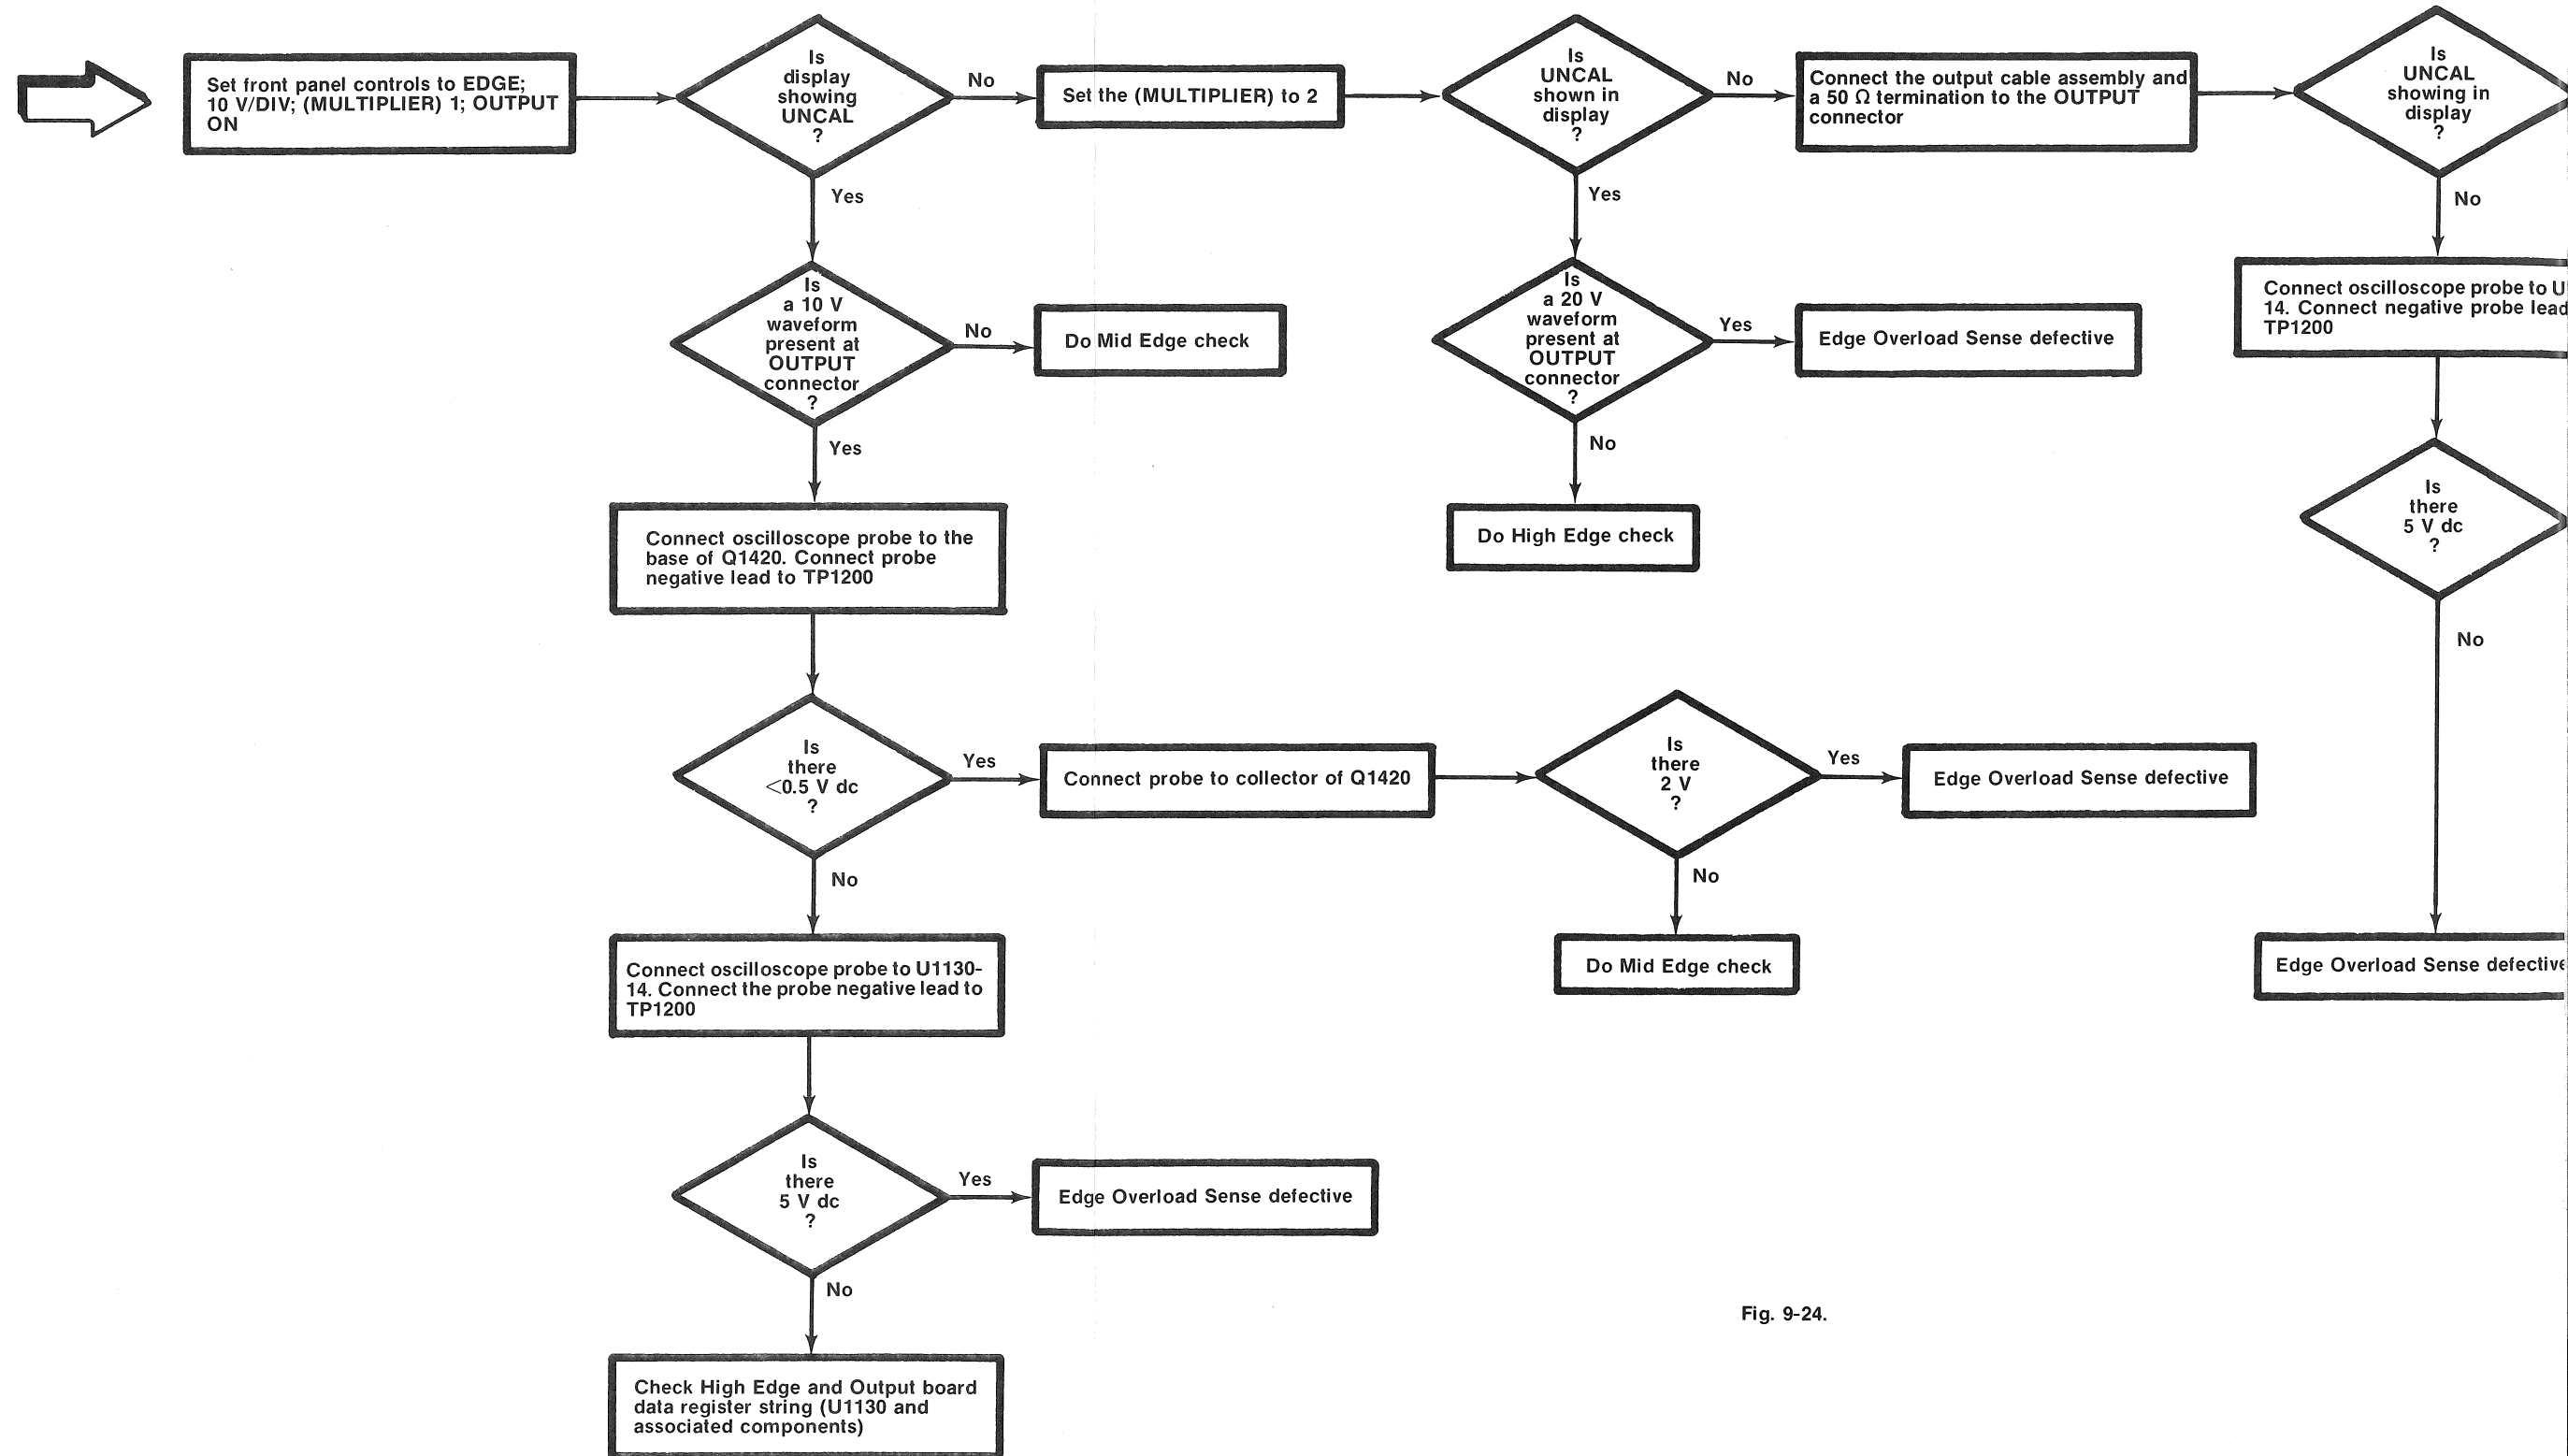 Set front panel controls to EDGE;
10 V/DIV; (MULTIPLIER) 1; OUTPUT
ON
Is
display
showing
UNCAL
?
No
Set the (MULTIPLIER) to 2
Is
UNCAL
shown in
display
?
No
Connect the output cable assembly and
a 50 Ω termination to the OUTPUT
connector
Is
UNCAL
showing in
display
?
Yes
Yes
No
Is
a 10 V
waveform
present at
OUTPUT
connector
?
No
Do Mid Edge check
Is
a 20 V
waveform
present at
OUTPUT
connector
?
Yes
Edge Overload Sense defective
Connect oscilloscope probe to U
14. Connect negative probe lead
TP1200
Yes
No
Connect oscilloscope probe to the
base of Q1420. Connect probe
negative lead to TP1200
Do High Edge check
Is
there
5 V dc
?
No
Is
there
<0.5 V dc
?
Yes
Connect probe to collector of Q1420
Is
there
2 V
?
Yes
Edge Overload Sense defective
No
No
Connect oscilloscope probe to U1130-
14. Connect the probe negative lead to
TP1200
Do Mid Edge check
Edge Overload Sense defective
Is
there
5 V dc
?
Yes
Edge Overload Sense defective
No
Fig. 9-24.
Check High Edge and Output board
data register string (U1130 and
associated components)